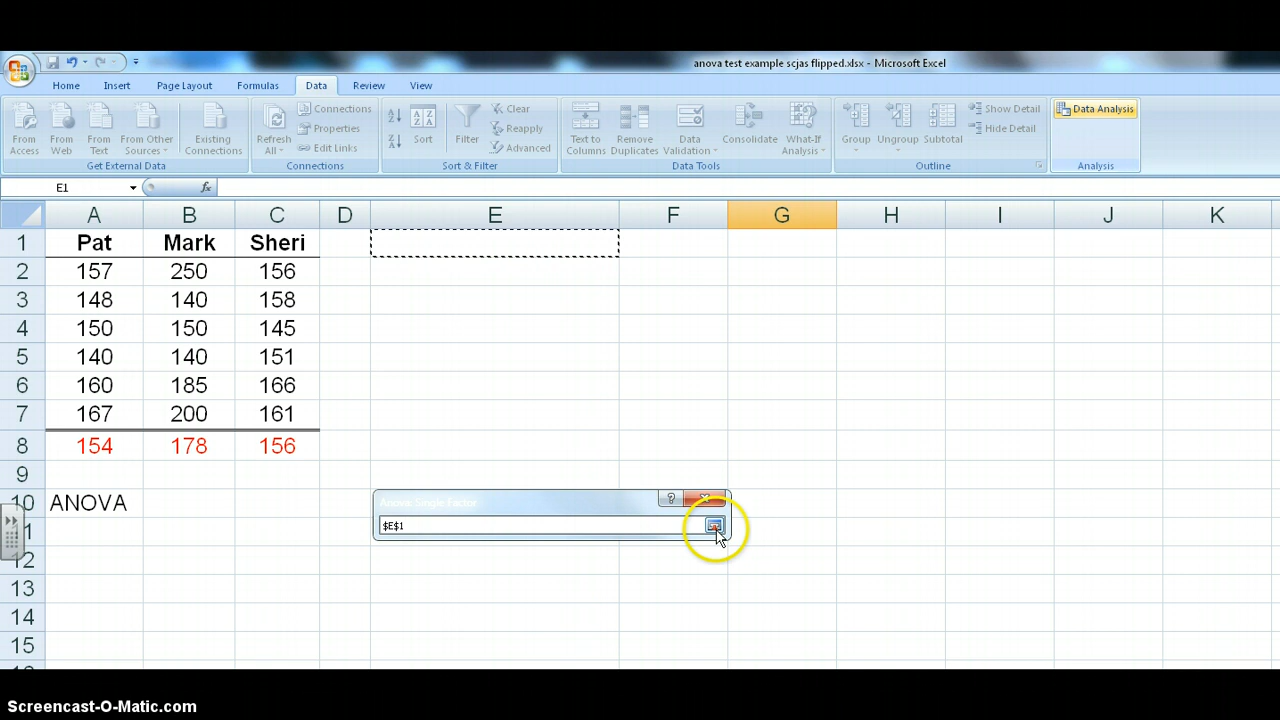 anova test example scjas flipped.xlsx - Microsoft Excel
Home Insert Page Layout Formulas Data Review View
From Access From Web From Text From Other Sources Existing Connections
Get External Data
Refresh All Connections Properties Edit Links
Connections
Sort Filter Clear Reapply Advanced
Sort & Filter
Text to Columns Remove Duplicates Data Validation Consolidate What-If Analysis
Data Tools
Group Ungroup Subtotal Show Detail Hide Detail
Outline
Data Analysis
Analysis
E1 fx
A B C D E F G H I J K
1 Pat Mark Sheri
2 157 250 156
3 148 140 158
4 150 150 145
5 140 140 151
6 160 185 166
7 167 200 161
8 154 178 156
9
10 ANOVA
Anova: Single Factor ?
$E$1
12
13
14
15
Screencast-O-Matic.com